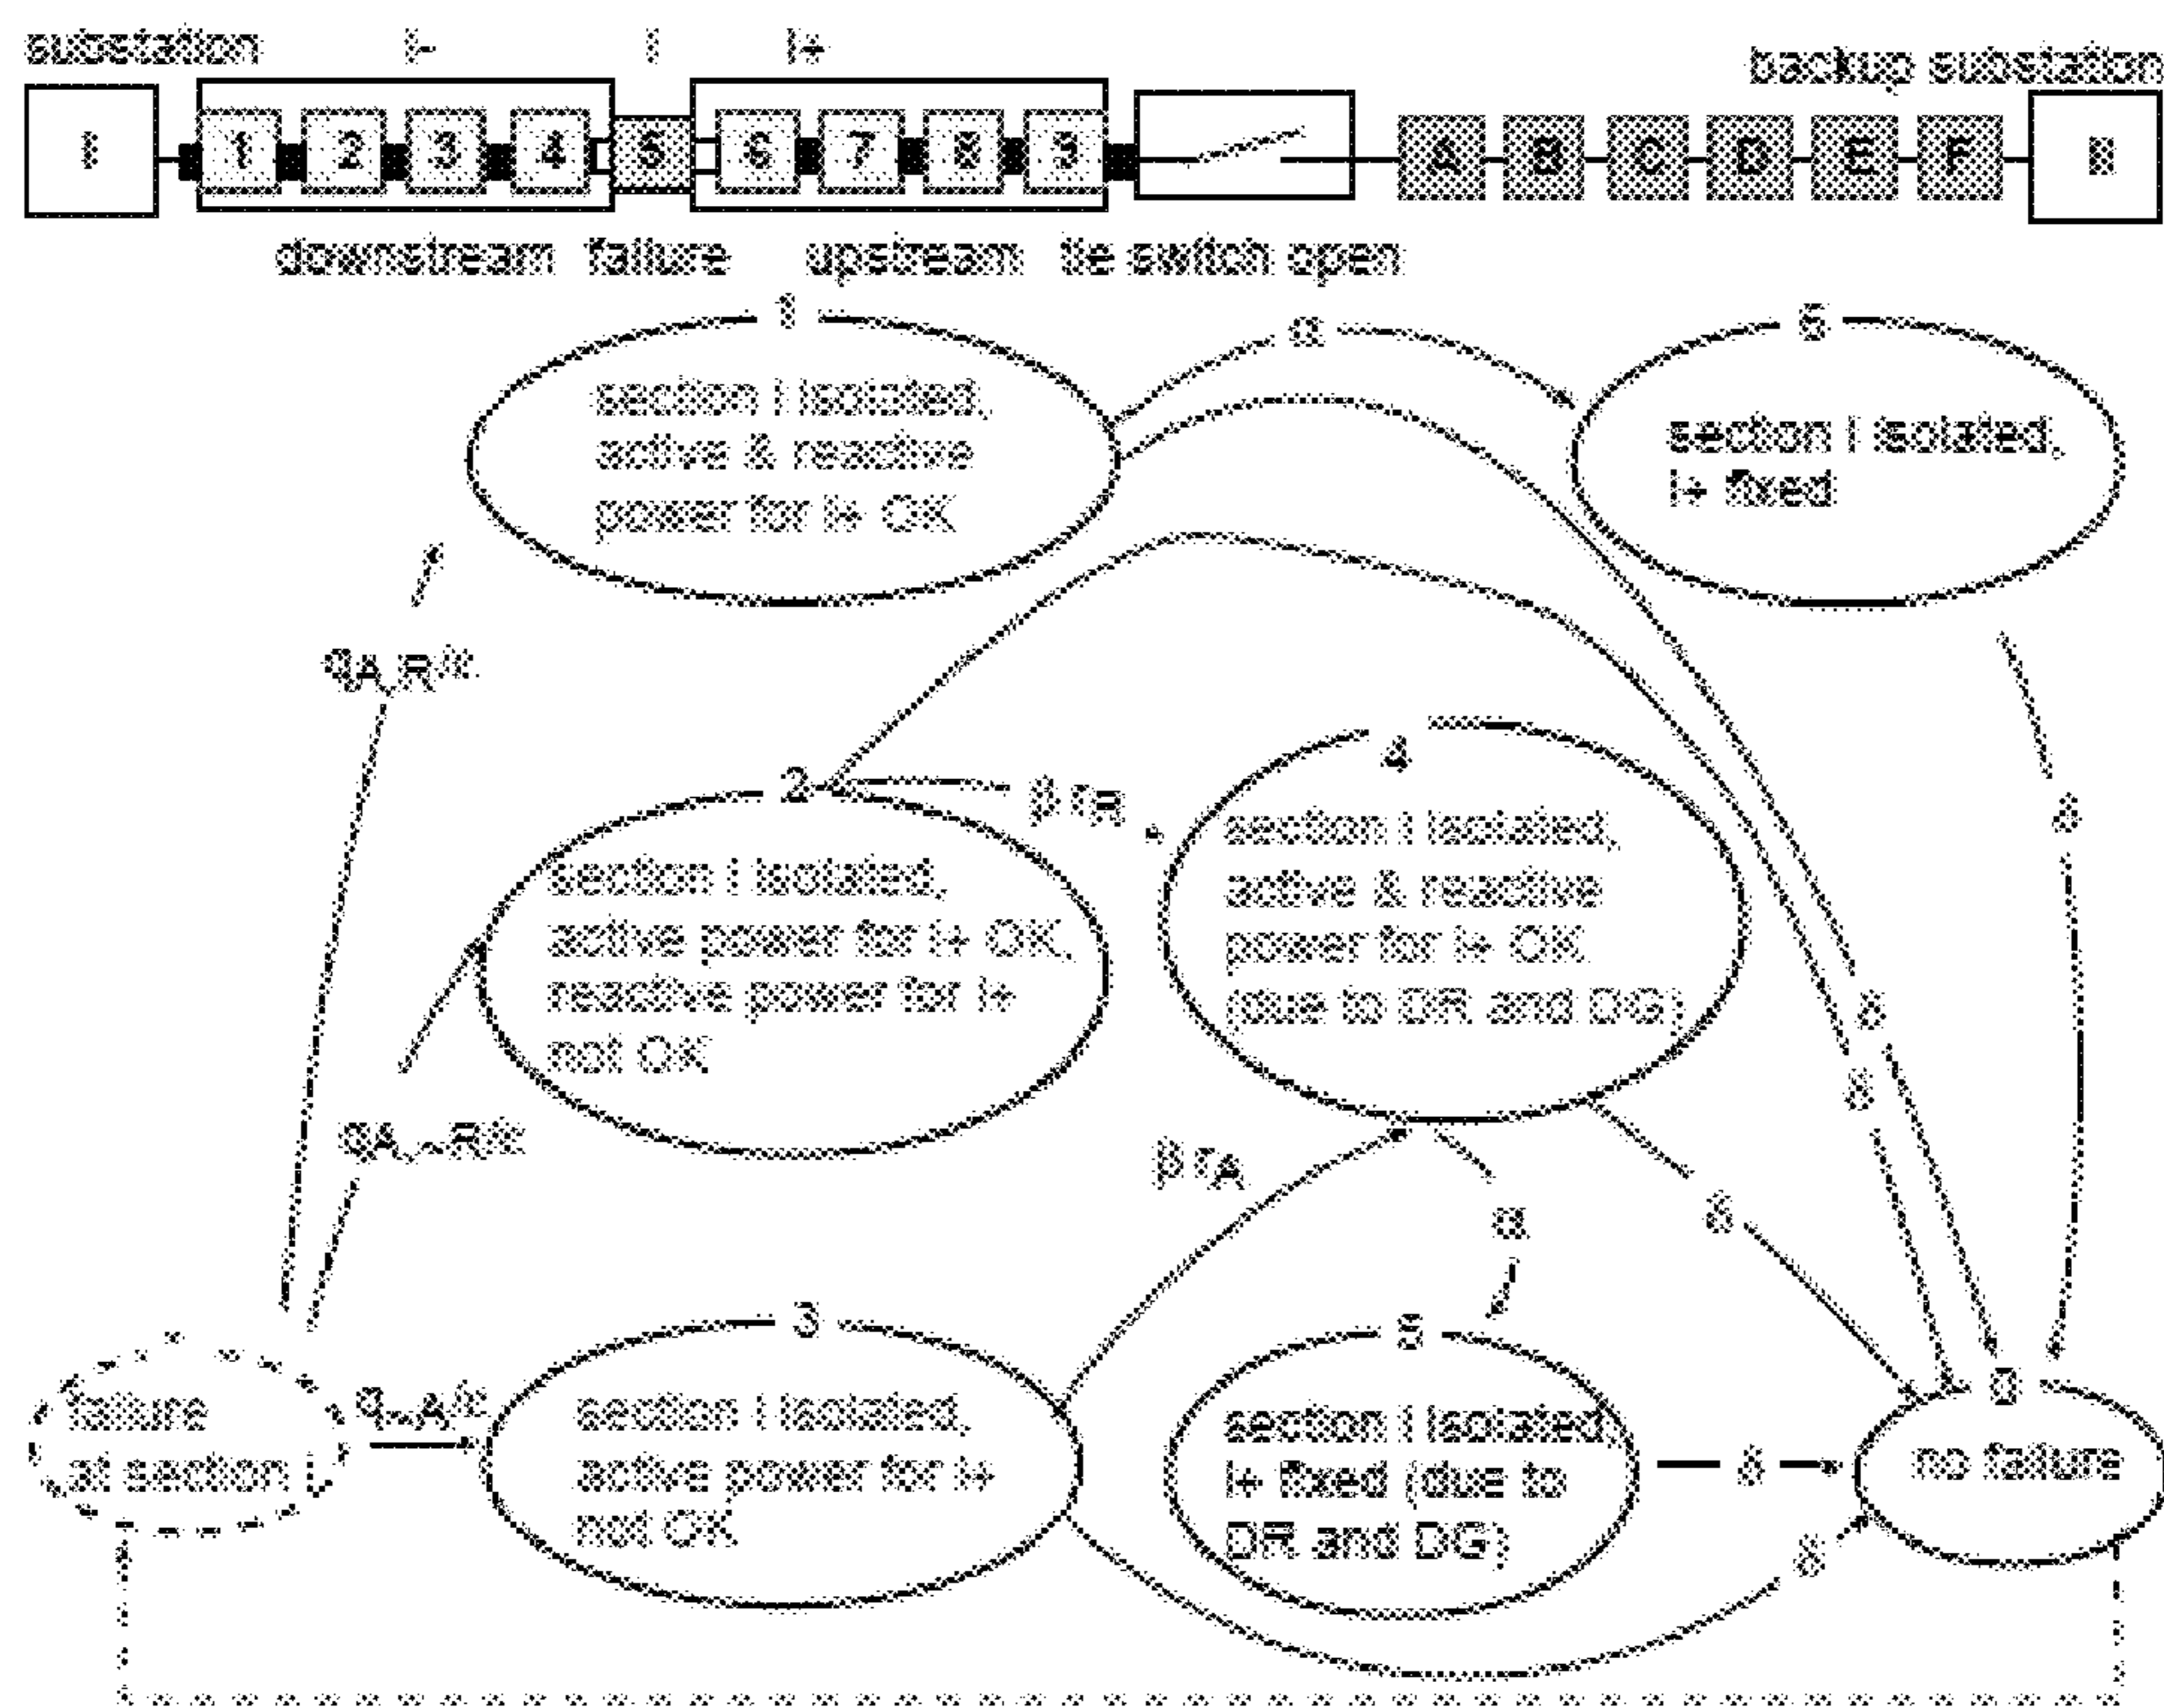 substation
i-
i
i+
backup substation
I
1
2
3
4
5
6
7
8
9
A
B
C
D
E
F
II
downstream
failure
upstream
tie switch open
1
section i isolated,
active & reactive
power for i+ OK
α
section i isolated,
i+ fixed
2
section i isolated,
active power for i+ OK,
reactive power for i+
not OK
β rR
4
section i isolated,
active & reactive
power for i+ OK
(due to DR and DG)
δ
δ
δ
β rA
α
δ
failure
at section i
3
section i isolated,
active power for i+
not OK
5
section i isolated,
i+ fixed (due to
DR and DG)
δ
0
no failure
δ